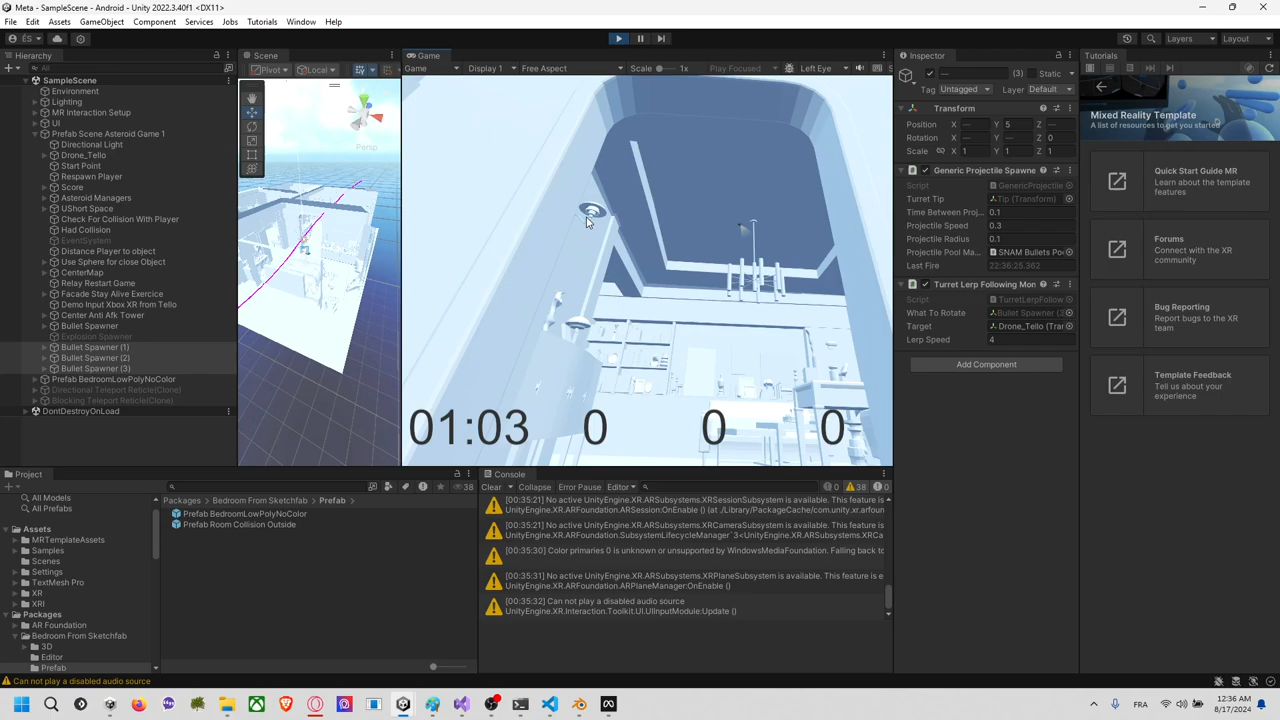 Meta - SampleScene - Android - Unity 2022.3.40f1 <DX11>
File Edit Assets GameObject Component Services Jobs Tutorials Window Help
ÉS
Layers Layout
Hierarchy
All
SampleScene
Environment
Lighting
MR Interaction Setup
UI
Prefab Scene Asteroid Game 1
Directional Light
Drone_Tello
Start Point
Respawn Player
Score
Asteroid Managers
UShort Space
Check For Collision With Player
Had Collision
EventSystem
Distance Player to object
Use Sphere for close Object
CenterMap
Relay Restart Game
Facade Stay Alive Exercice
Demo Input Xbox XR from Tello
Center Anti Afk Tower
Bullet Spawner
Explosion Spawner
Bullet Spawner (1)
Bullet Spawner (2)
Bullet Spawner (3)
Prefab BedroomLowPolyNoColor
Directional Teleport Reticle(Clone)
Blocking Teleport Reticle(Clone)
DontDestroyOnLoad
Scene
Pivot Local
Persp
Game
Game Display 1 Free Aspect Scale 1x Play Focused Left Eye
01:03 0 0 0
Inspector
--- (3) Static
Tag Untagged Layer Default
Transform
Position X — Y 5 Z —
Rotation X — Y — Z 0
Scale X 1 Y 1 Z 1
Generic Projectile Spawne
Script GenericProjectile
Turret Tip Tip (Transform)
Time Between Proj... 0.1
Projectile Speed 0.3
Projectile Radius 0.1
Projectile Pool Ma... SNAM Bullets Po
Last Fire 22:36:25.362
Turret Lerp Following Mon
Script TurretLerpFollow
What To Rotate Bullet Spawner (
Target Drone_Tello (Tra
Lerp Speed 4
Add Component
Tutorials
Mixed Reality Template
A list of resources to get you started
Quick Start Guide MR
Learn about the template features
Forums
Connect with the XR community
Bug Reporting
Report bugs to the XR team
Template Feedback
Tell us about your experience
Project
38
All Models
All Prefabs
Assets
MRTemplateAssets
Samples
Scenes
Settings
TextMesh Pro
XR
XRI
Packages
AR Foundation
Bedroom From Sketchfab
3D
Editor
Prefab
Packages > Bedroom From Sketchfab > Prefab
Prefab BedroomLowPolyNoColor
Prefab Room Collision Outside
Console
Clear Collapse Error Pause Editor 0 38 0
[00:35:21] No active UnityEngine.XR.ARSubsystems.XRSessionSubsystem is available. This feature is
UnityEngine.XR.ARFoundation.ARSession:OnEnable () (at ./Library/PackageCache/com.unity.xr.arfoun
[00:35:21] No active UnityEngine.XR.ARSubsystems.XRCameraSubsystem is available. This feature is
UnityEngine.XR.ARFoundation.SubsystemLifecycleManager`3<UnityEngine.XR.ARSubsystems.XRCa
[00:35:30] Color primaries 0 is unknown or unsupported by WindowsMediaFoundation. Falling back to
[00:35:31] No active UnityEngine.XR.ARSubsystems.XRPlaneSubsystem is available. This feature is e
UnityEngine.XR.ARFoundation.ARPlaneManager:OnEnable ()
[00:35:32] Can not play a disabled audio source
UnityEngine.XR.Interaction.Toolkit.UI.UIInputModule:Update ()
Can not play a disabled audio source
FRA
12:36 AM
8/17/2024